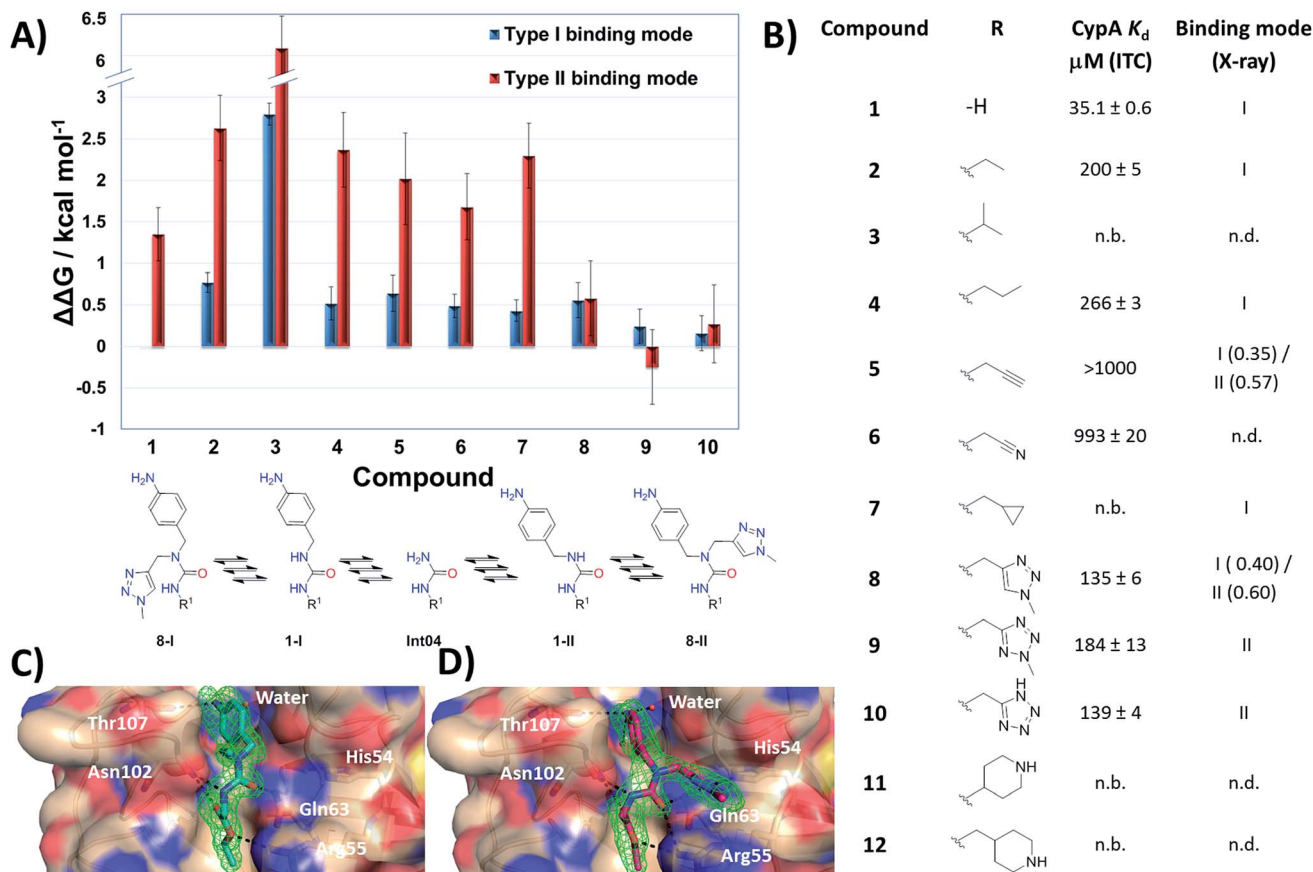 A)
6.5
6
3
2.5
2
1.5
1
0.5
0
-0.5
-1
ΔΔG / kcal mol⁻¹
Type I binding mode
Type II binding mode
1 2 3 4 5 6 7 8 9 10
Compound
H₂N
N
O
HN
R¹
N
N
N
8-I
H₂N
NH
O
HN
R¹
1-I
H₂N
O
HN
R¹
Int04
H₂N
NH
O
HN
R¹
1-II
H₂N
N
N
N
N
O
HN
R¹
8-II
B)
Compound R CypA Kd Binding mode
μM (ITC) (X-ray)
1 -H 35.1 ± 0.6 I
2 200 ± 5 I
3 n.b. n.d.
4 266 ± 3 I
5 >1000 I (0.35) /
II (0.57)
6 N 993 ± 20 n.d.
7 n.b. I
8 N N N 135 ± 6 I ( 0.40) /
II (0.60)
9 N N N N 184 ± 13 II
10 H N N N N 139 ± 4 II
11 NH n.b. n.d.
12 NH n.b. n.d.
C)
Water
Thr107
His54
Asn102
Gln63
Arg55
D)
Water
Thr107
His54
Asn102
Gln63
Arg55